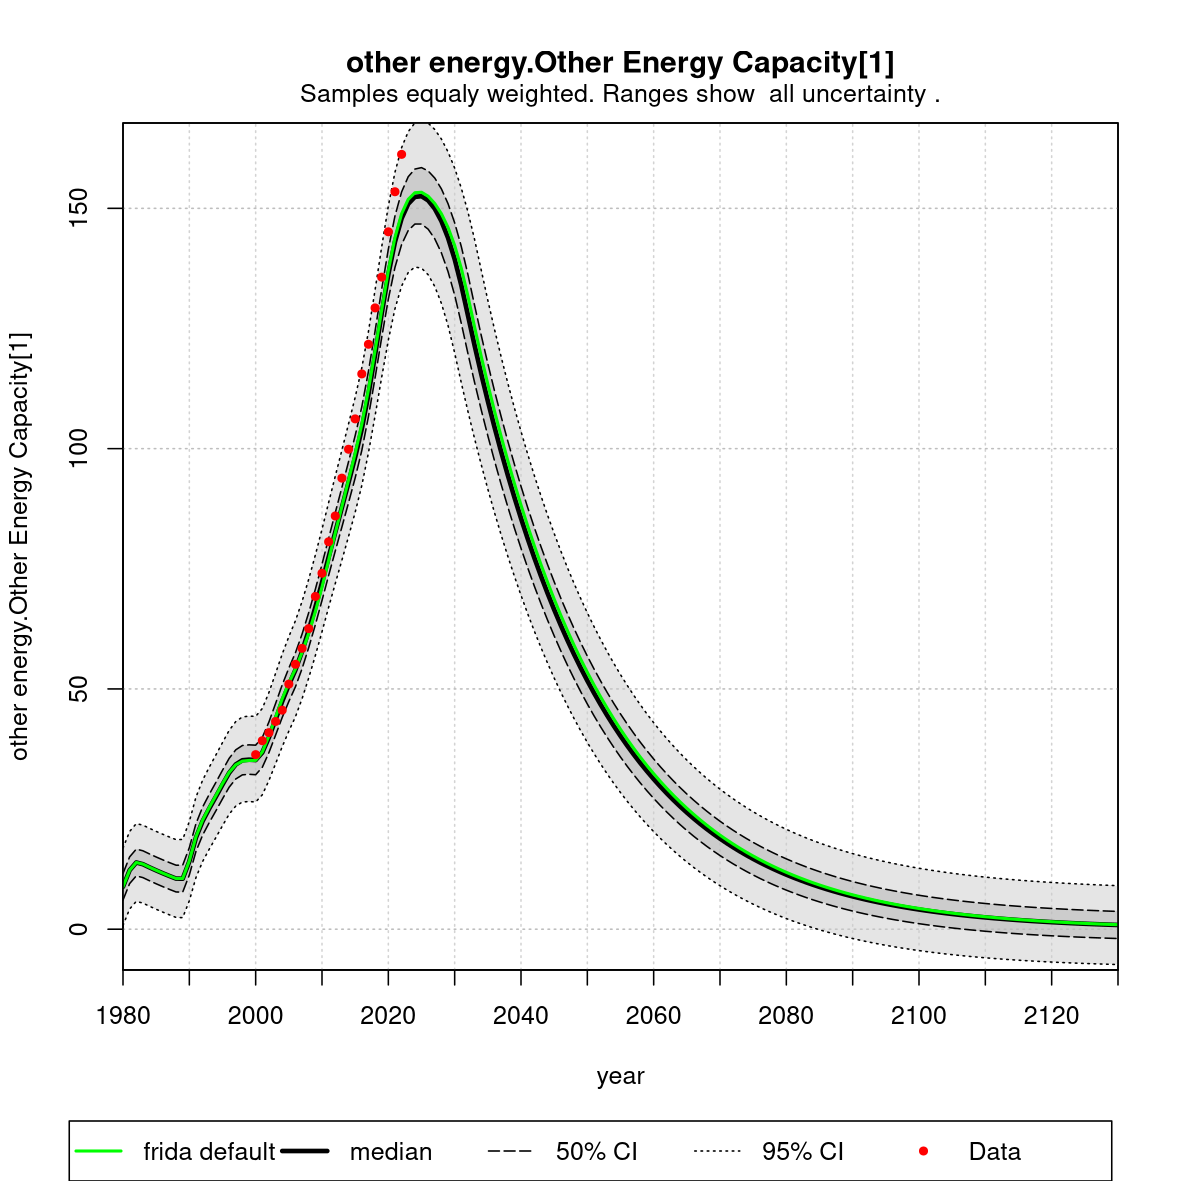 other energy.Other Energy Capacity[1]
Samples equaly weighted. Ranges show  all uncertainty .
other energy.Other Energy Capacity[1]
150
100
50
0
1980 2000 2020 2040 2060 2080 2100 2120
year
frida default median 50% CI 95% CI Data